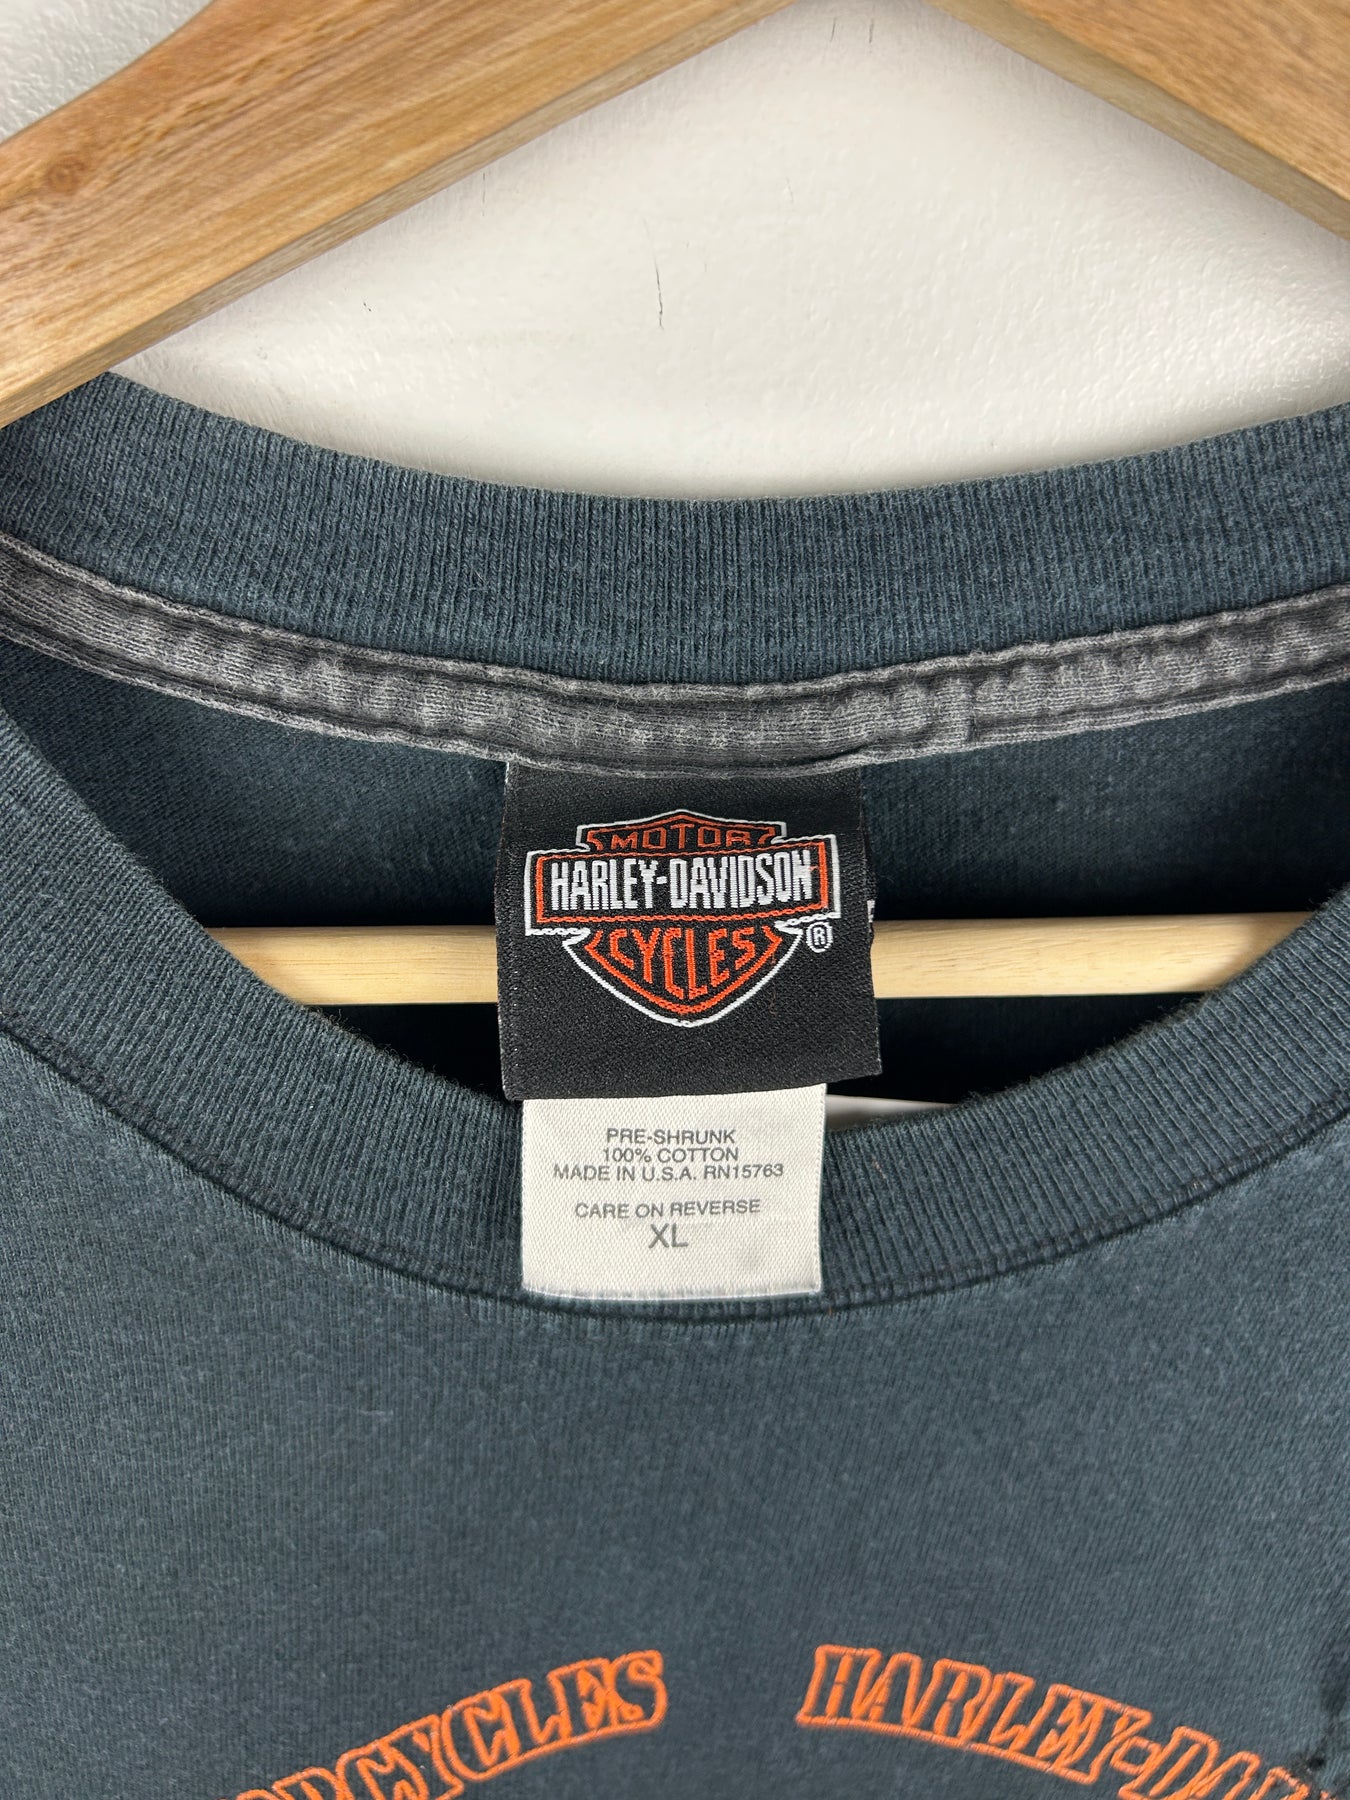 MOTOR
HARLEY-DAVIDSON
CYCLES
®
PRE-SHRUNK
100% COTTON
MADE IN U.S.A. RN15763
CARE ON REVERSE
XL